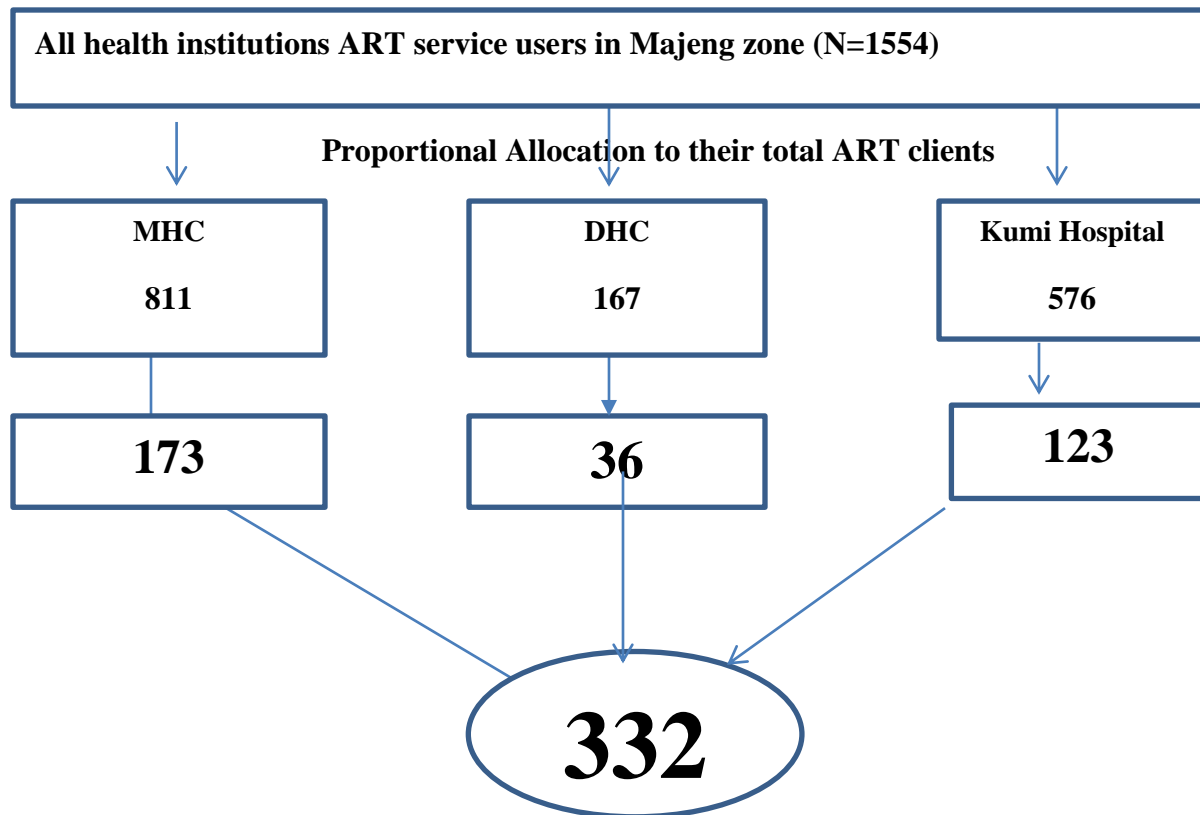 All health institutions ART service users in Majeng zone (N=1554)
Proportional Allocation to their total ART clients
MHC
811
DHC
167
Kumi Hospital
576
173
36
123
332